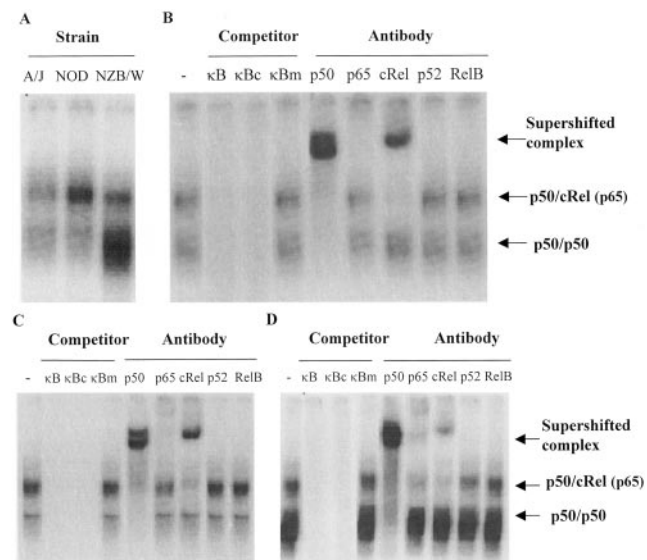 A
Strain
A/J NOD NZB/W
B
Competitor Antibody
- κB κBc κBm p50 p65 cRel p52 RelB
Supershifted
complex
p50/cRel (p65)
p50/p50
C
Competitor Antibody
- κB κBc κBm p50 p65 cRel p52 RelB
D
Competitor Antibody
- κB κBc κBm p50 p65 cRel p52 RelB
Supershifted
complex
p50/cRel (p65)
p50/p50